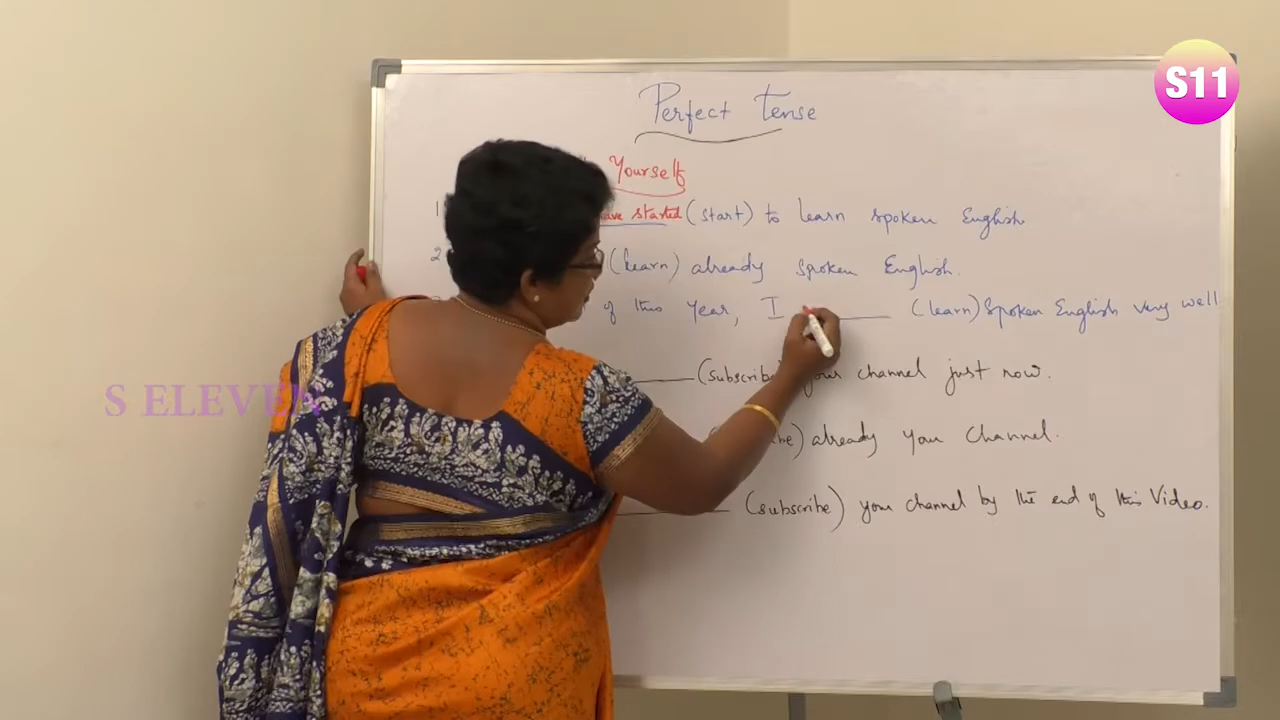 S11
Perfect Tense
Yourself
1 ave started (start) to learn spoken English
2 (learn) already spoken English.
of this year, I (learn) Spoken English very well
(subscribe) your channel just now.
be) already your channel.
(subscribe) your channel by the end of this Video.
S ELEVEN